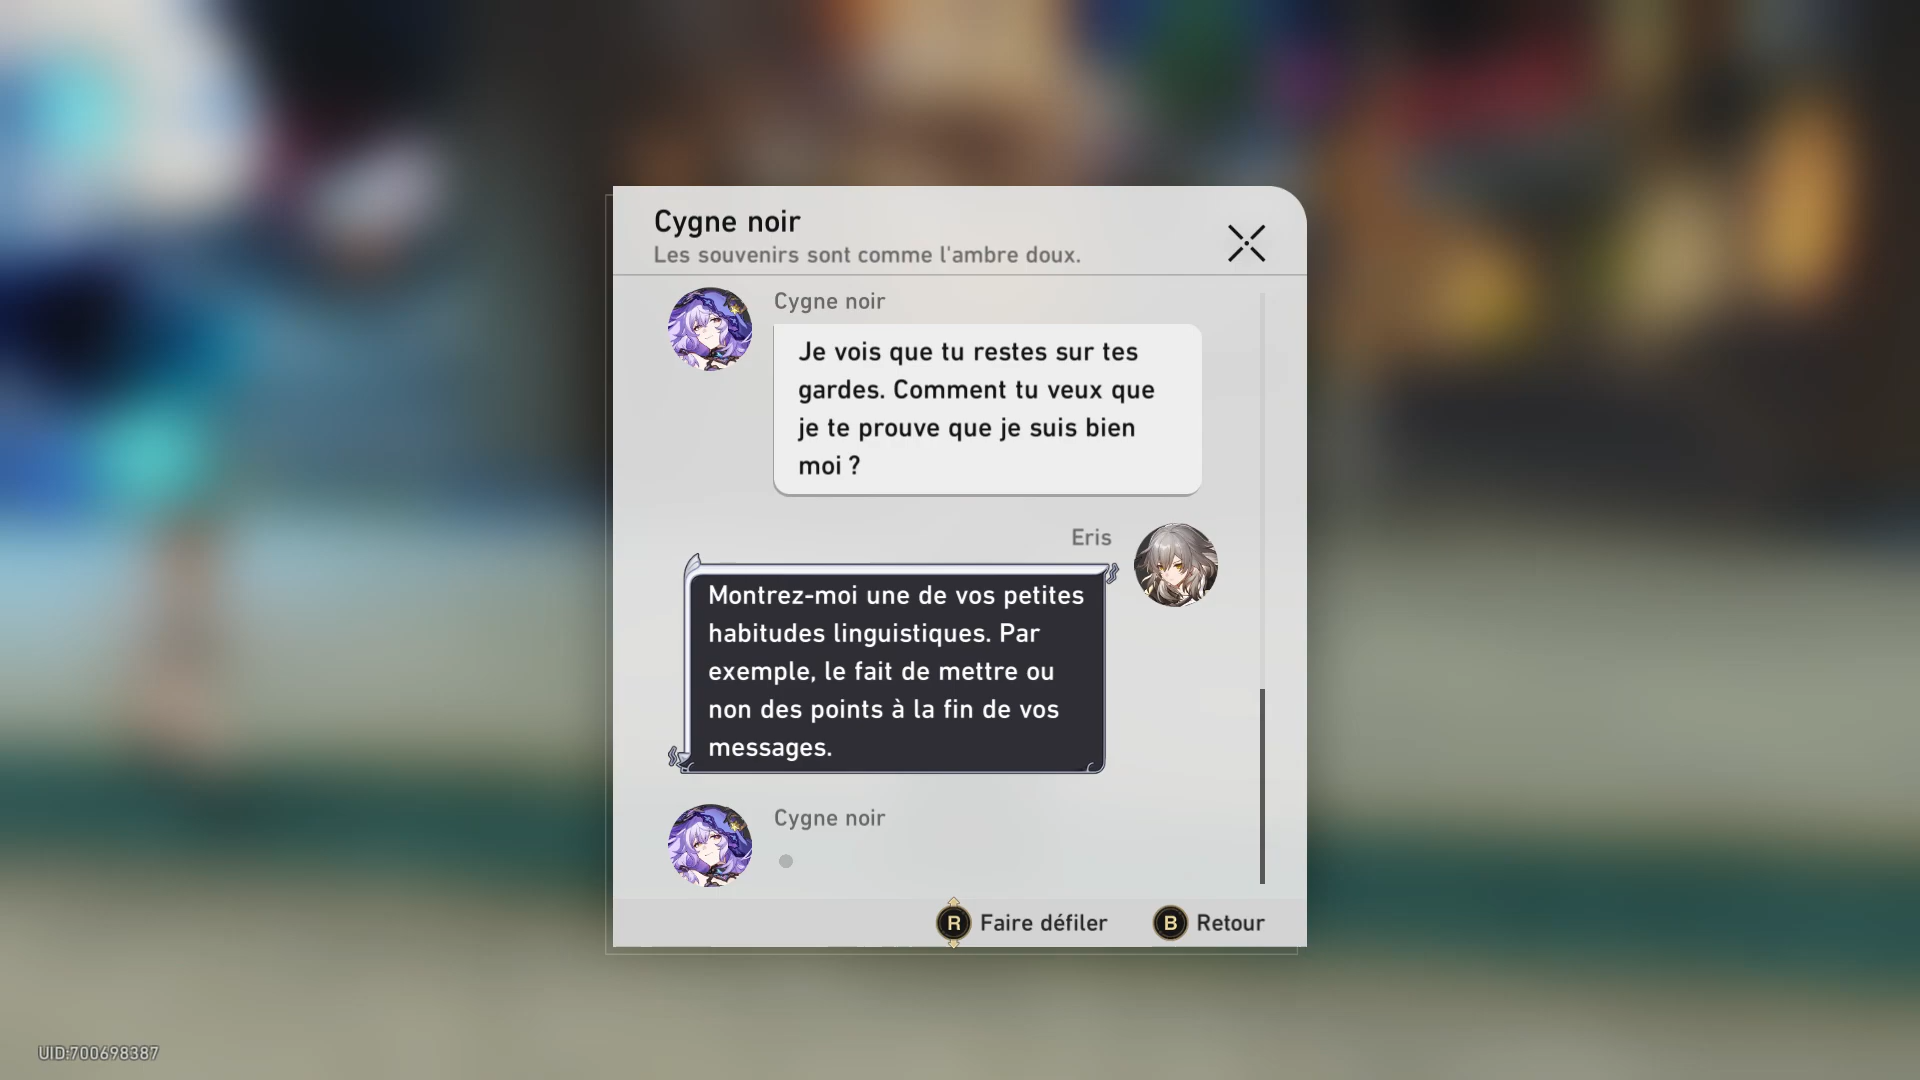 Cygne noir
Les souvenirs sont comme l'ambre doux.
Cygne noir
Je vois que tu restes sur tes
gardes. Comment tu veux que
je te prouve que je suis bien
moi ?
Eris
Montrez-moi une de vos petites
habitudes linguistiques. Par
exemple, le fait de mettre ou
non des points à la fin de vos
messages.
Cygne noir
R Faire défiler
B Retour
UID:700698387